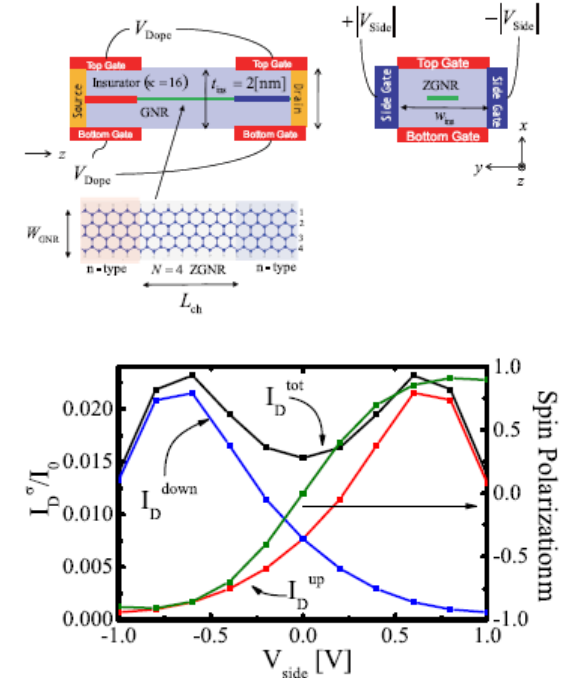 V_Dope
+|V_Side|
-|V_Side|
Top Gate
Top Gate
Top Gate
Source
Insurator (κ=16)
t_ins = 2[nm]
GNR
Drain
Side Gate
ZGNR
w_ins
Side Gate
Bottom Gate
Bottom Gate
Bottom Gate
z
V_Dope
x
y
z
W_GNR
1
2
3
4
n-type
N = 4 ZGNR
n-type
L_ch
I_D^tot
I_D^down
I_D^up
I_D^σ/I_0
0.020
0.015
0.010
0.005
0.000
1.0
0.5
0.0
-0.5
-1.0
Spin Polarizationm
-1.0 -0.5 0.0 0.5 1.0
V_side [V]